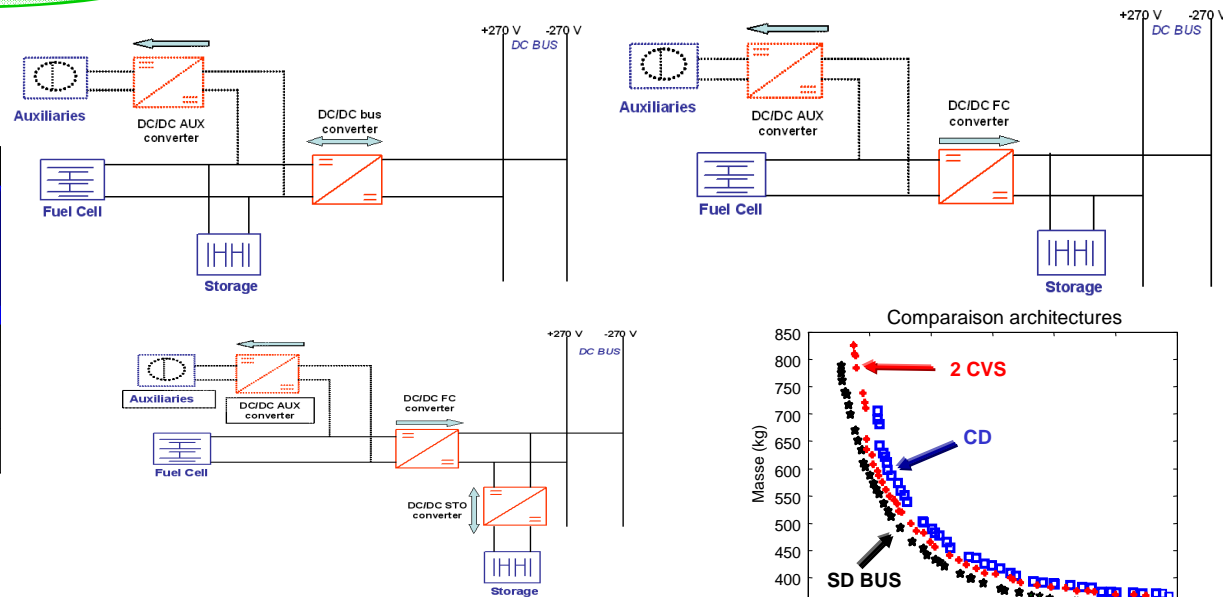 +270 V -270 V
DC BUS
Auxiliaries
DC/DC AUX
converter
DC/DC bus
converter
Fuel Cell
Storage
+270 V -270 V
DC BUS
Auxiliaries
DC/DC AUX
converter
DC/DC FC
converter
Fuel Cell
Storage
+270 V -270 V
DC BUS
Auxiliaries
DC/DC AUX
converter
DC/DC FC
converter
Fuel Cell
DC/DC STO
converter
Storage
Comparaison architectures
850
800
750
700
650
600
550
500
450
400
Masse (kg)
2 CVS
CD
SD BUS